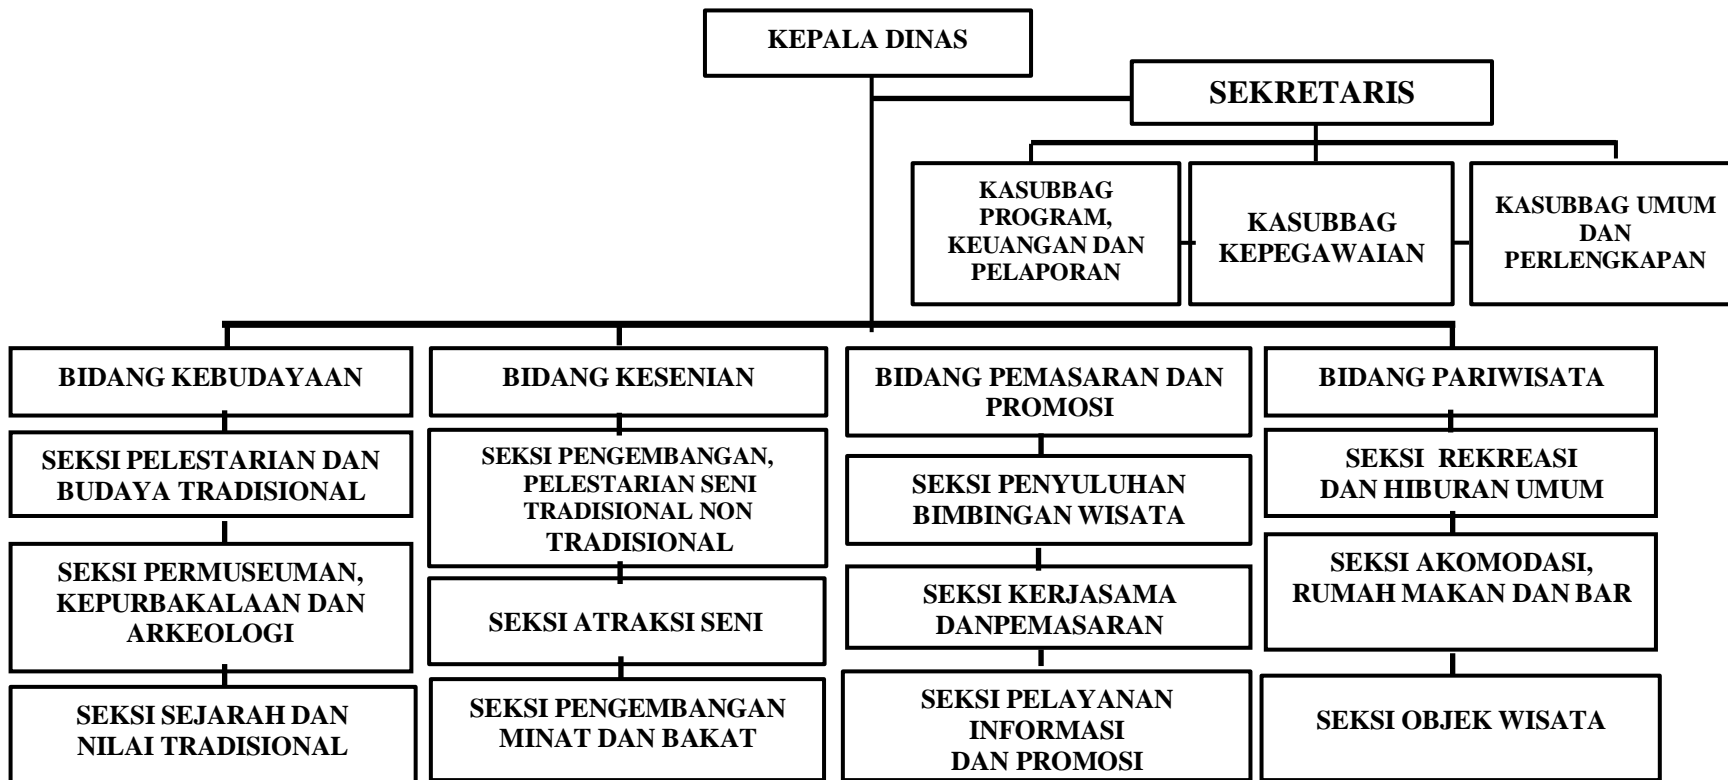 KEPALA DINAS
SEKRETARIS
KASUBBAG
PROGRAM,
KEUANGAN DAN
PELAPORAN
KASUBBAG
KEPEGAWAIAN
KASUBBAG UMUM
DAN
PERLENGKAPAN
BIDANG KEBUDAYAAN
SEKSI PELESTARIAN DAN
BUDAYA TRADISIONAL
SEKSI PERMUSEUMAN,
KEPURBAKALAAN DAN
ARKEOLOGI
SEKSI SEJARAH DAN
NILAI TRADISIONAL
BIDANG KESENIAN
SEKSI PENGEMBANGAN,
PELESTARIAN SENI
TRADISIONAL NON
TRADISIONAL
SEKSI ATRAKSI SENI
SEKSI PENGEMBANGAN
MINAT DAN BAKAT
BIDANG PEMASARAN DAN
PROMOSI
SEKSI PENYULUHAN
BIMBINGAN WISATA
SEKSI KERJASAMA
DANPEMASARAN
SEKSI PELAYANAN
INFORMASI
DAN PROMOSI
BIDANG PARIWISATA
SEKSI REKREASI
DAN HIBURAN UMUM
SEKSI AKOMODASI,
RUMAH MAKAN DAN BAR
SEKSI OBJEK WISATA